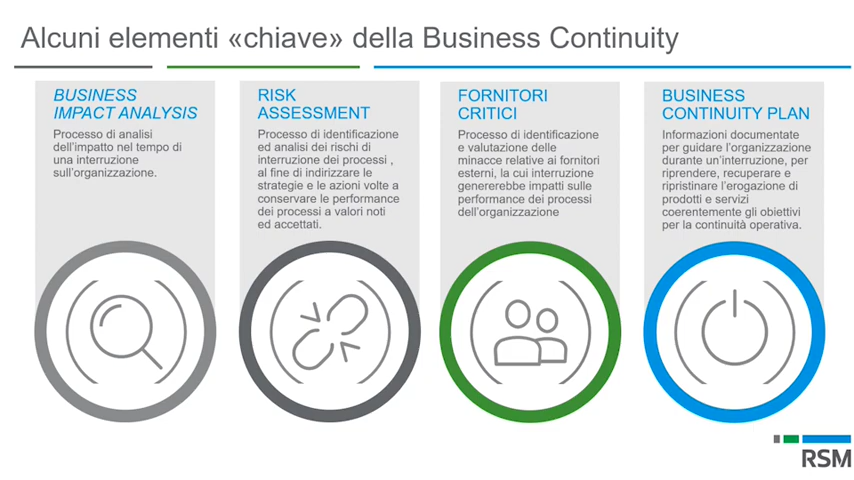 Alcuni elementi «chiave» della Business Continuity
BUSINESS
IMPACT ANALYSIS
Processo di analisi
dell'impatto nel tempo di
una interruzione
sull'organizzazione.
RISK
ASSESSMENT
Processo di identificazione
ed analisi dei rischi di
interruzione dei processi ,
al fine di indirizzare le
strategie e le azioni volte a
conservare le performance
dei processi a valori noti
ed accettati.
FORNITORI
CRITICI
Processo di identificazione
e valutazione delle
minacce relative ai fornitori
esterni, la cui interruzione
genererebbe impatti sulle
performance dei processi
dell'organizzazione
BUSINESS
CONTINUITY PLAN
Informazioni documentate
per guidare l'organizzazione
durante un'interruzione, per
riprendere, recuperare e
ripristinare l'erogazione di
prodotti e servizi
coerentemente gli obiettivi
per la continuità operativa.
RSM